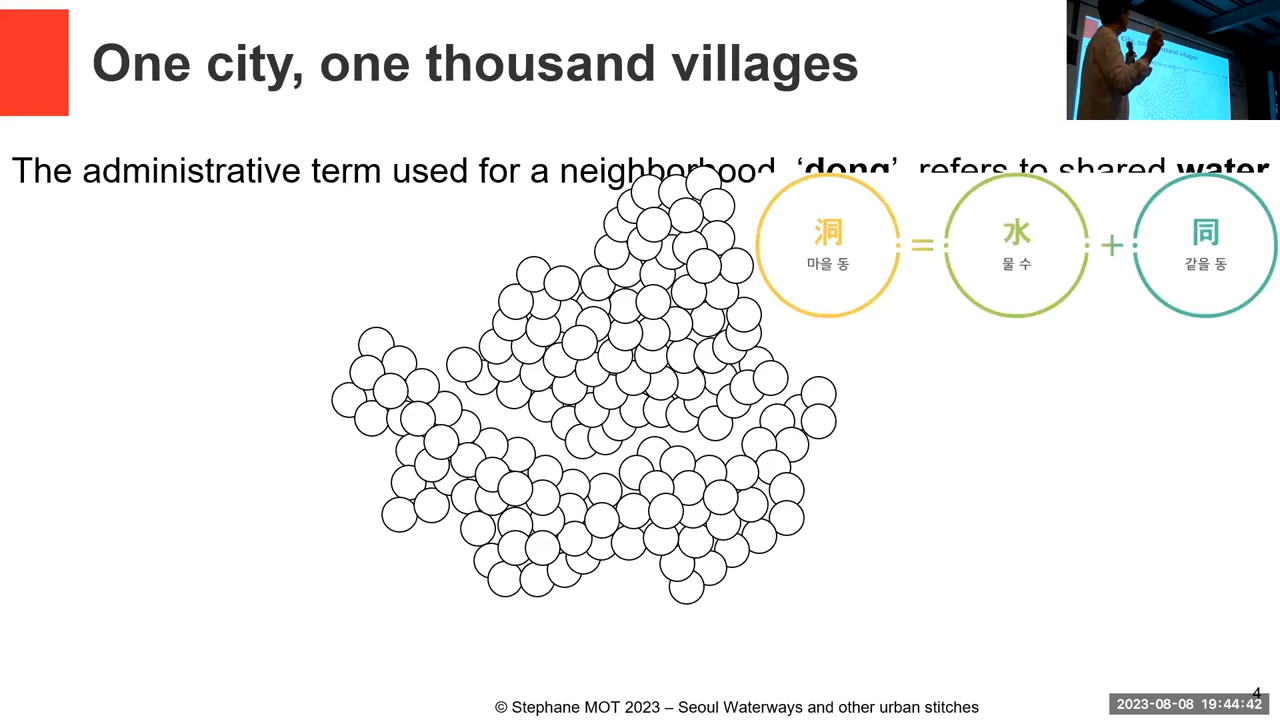 One city, one thousand villages
The administrative term used for a neighborhood, ‘dong’, refers to shared water
洞 = 水 + 同
마을 동 물 수 같을 동
4
© Stephane MOT 2023 – Seoul Waterways and other urban stitches
2023-08-08 19:44:42